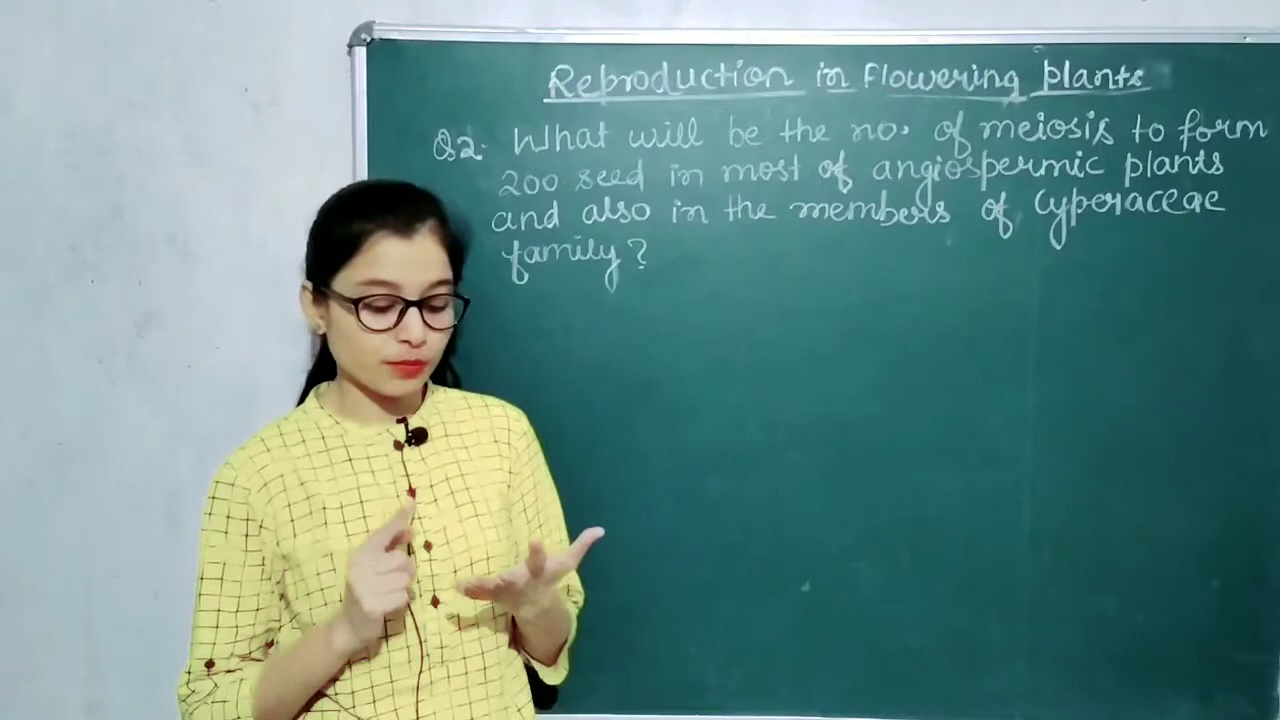 Reproduction in Flowering plants
Q2. What will be the no. of meiosis to form
200 seed in most of angiospermic plants
and also in the members of cyperaceae
family?